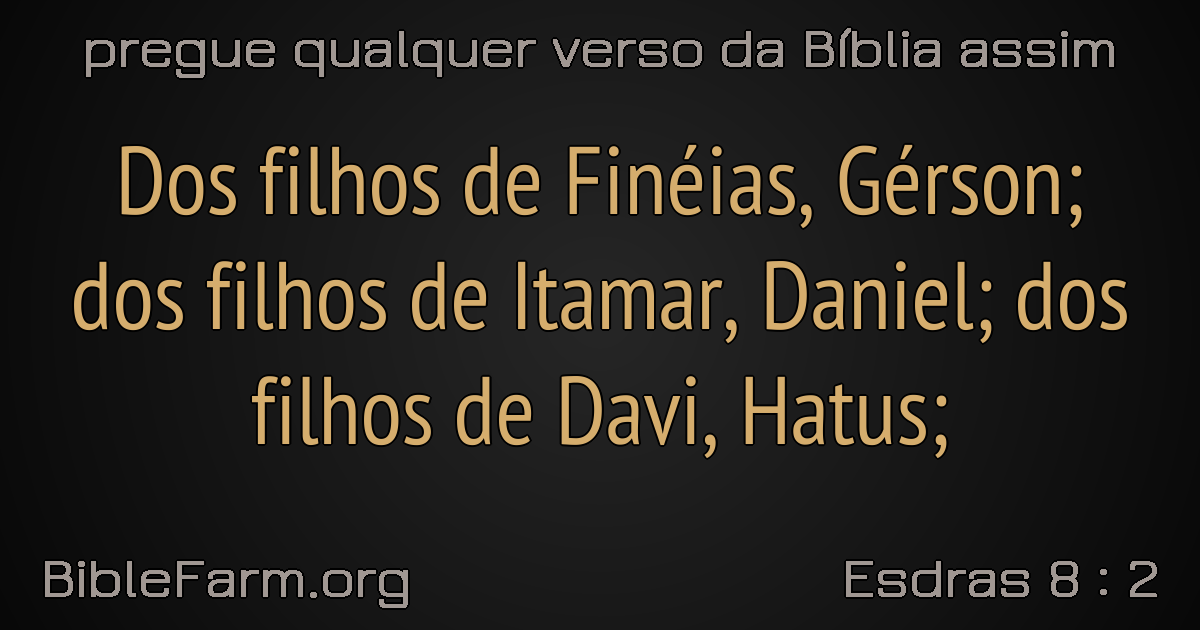 pregue qualquer verso da Bíblia assim
Dos filhos de Finéias, Gérson;
dos filhos de Itamar, Daniel; dos
filhos de Davi, Hatus;
BibleFarm.org
Esdras 8 : 2